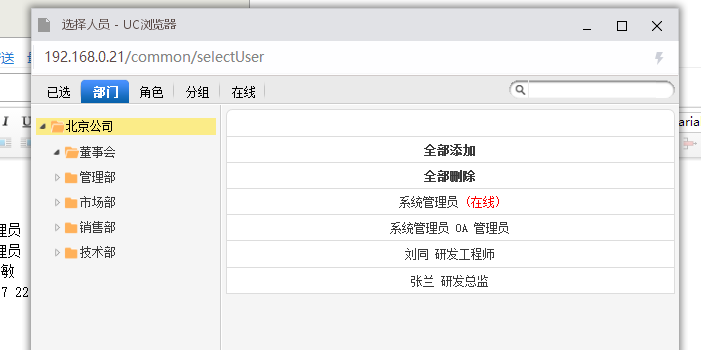 选择人员 - UC浏览器
192.168.0.21/common/selectUser
送
已选 部门 角色 分组 在线
I U
aria
北京公司
董事会
管理部
市场部
销售部
技术部
全部添加
全部删除
系统管理员 (在线)
系统管理员 OA 管理员
刘同 研发工程师
张兰 研发总监
理员
理员
敏
7 22